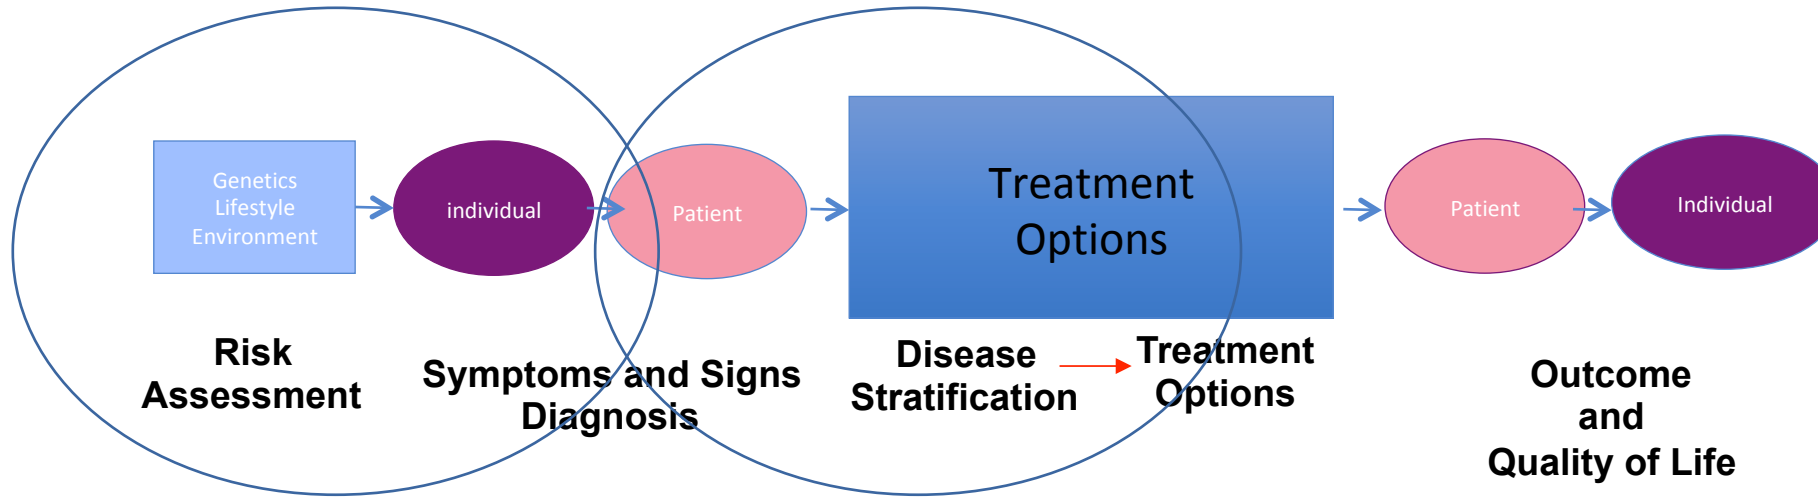 Genetics
Lifestyle
Environment
individual
Patient
Treatment
Options
Patient
Individual
Risk
Assessment
Symptoms and Signs
Diagnosis
Disease
Stratification
Treatment
Options
Outcome
and
Quality of Life